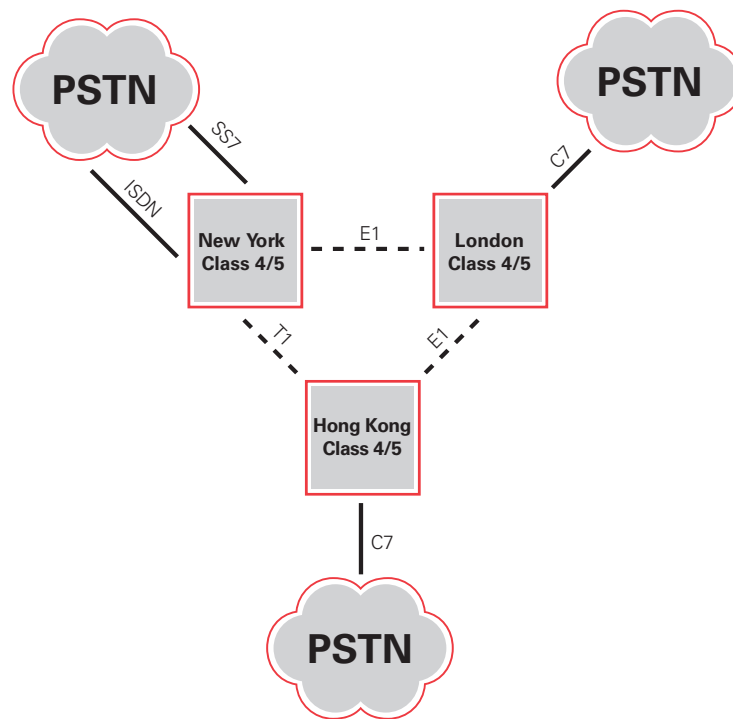 PSTN
PSTN
SS7
C7
ISDN
New York
Class 4/5
E1
London
Class 4/5
T1
E1
Hong Kong
Class 4/5
C7
PSTN